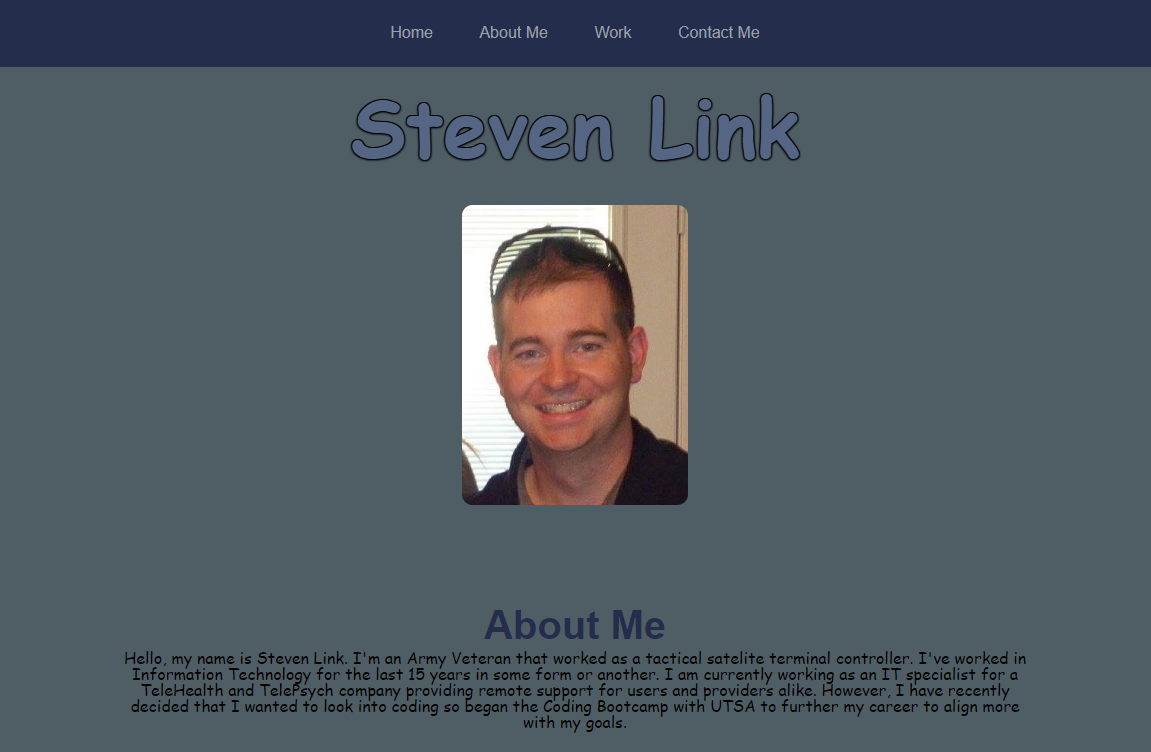 Home About Me Work Contact Me
Steven Link
About Me
Hello, my name is Steven Link. I'm an Army Veteran that worked as a tactical satelite terminal controller. I've worked in
Information Technology for the last 15 years in some form or another. I am currently working as an IT specialist for a
TeleHealth and TelePsych company providing remote support for users and providers alike. However, I have recently
decided that I wanted to look into coding so began the Coding Bootcamp with UTSA to further my career to align more
with my goals.